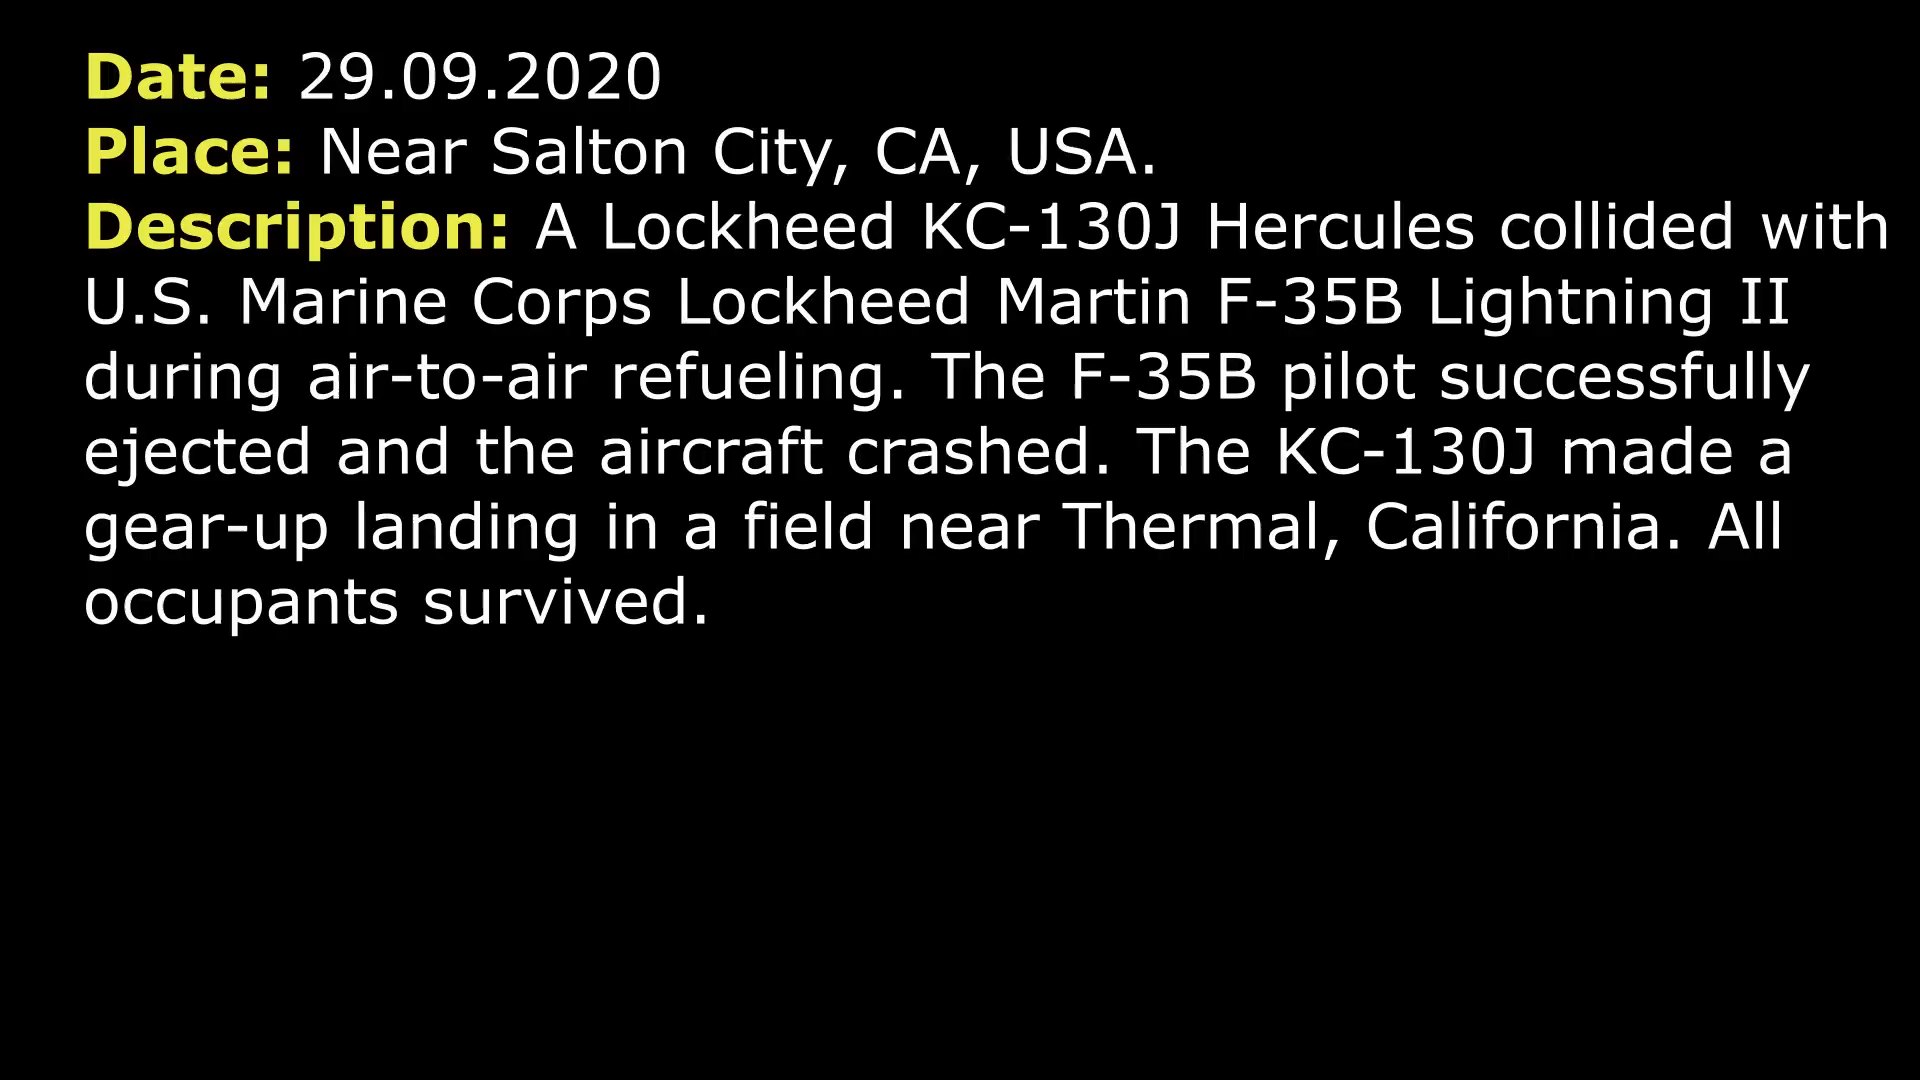 Date: 29.09.2020
Place: Near Salton City, CA, USA.
Description: A Lockheed KC-130J Hercules collided with
U.S. Marine Corps Lockheed Martin F-35B Lightning II
during air-to-air refueling. The F-35B pilot successfully
ejected and the aircraft crashed. The KC-130J made a
gear-up landing in a field near Thermal, California. All
occupants survived.